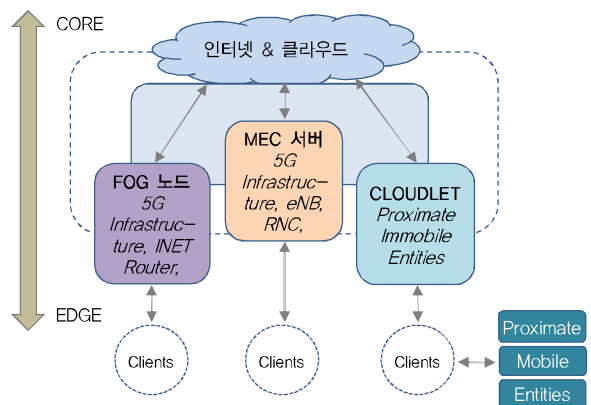 CORE
인터넷 & 클라우드
MEC 서버
5G
Infrastruc-
ture, eNB,
RNC,
FOG 노드
5G
Infrastruc-
ture, INET
Router,
CLOUDLET
Proximate
Immobile
Entities
EDGE
Clients
Clients
Clients
Proximate
Mobile
Entities